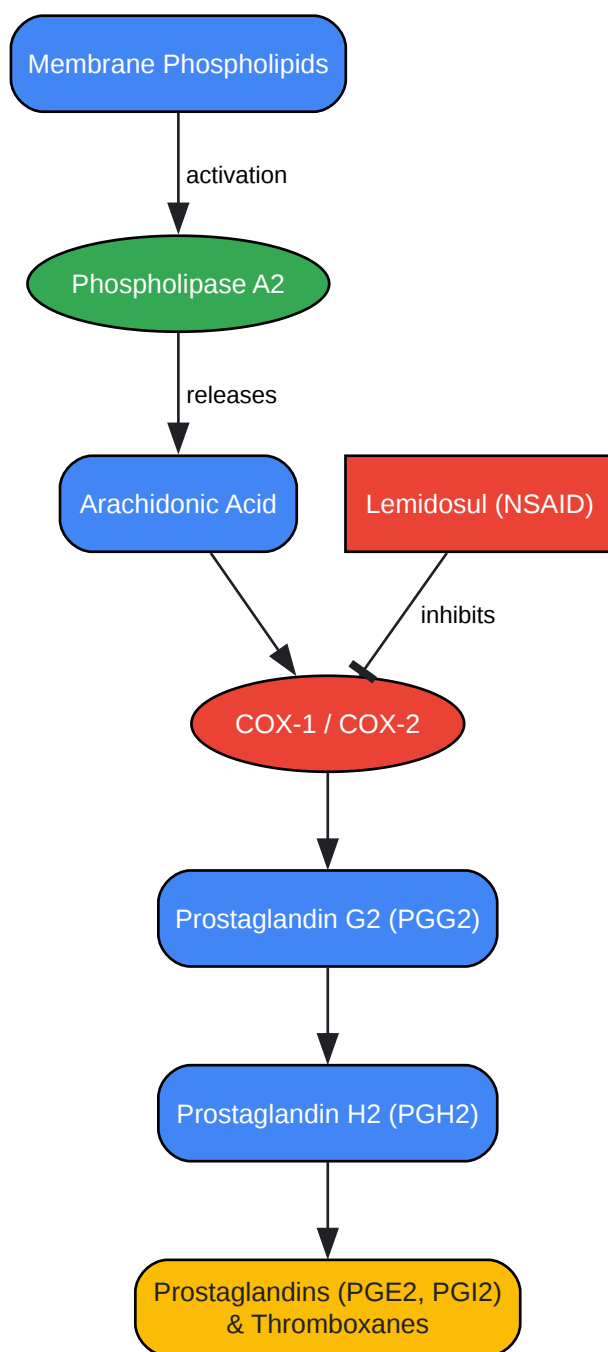 Membrane Phospholipids
activation
Phospholipase A2
releases
Arachidonic Acid
Lemidosul (NSAID)
inhibits
COX-1 / COX-2
Prostaglandin G2 (PGG2)
Prostaglandin H2 (PGH2)
Prostaglandins (PGE2, PGI2)
& Thromboxanes